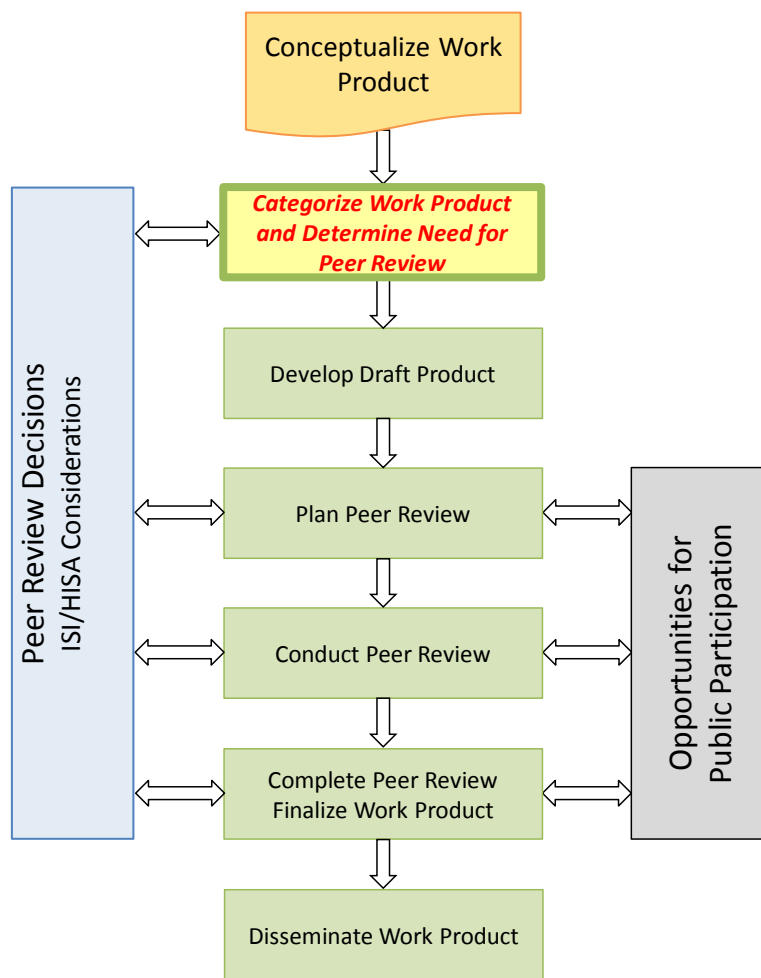 Conceptualize Work
Product
Categorize Work Product
and Determine Need for
Peer Review
Develop Draft Product
Plan Peer Review
Conduct Peer Review
Complete Peer Review
Finalize Work Product
Disseminate Work Product
Peer Review Decisions
ISI/HISA Considerations
Opportunities for
Public Participation